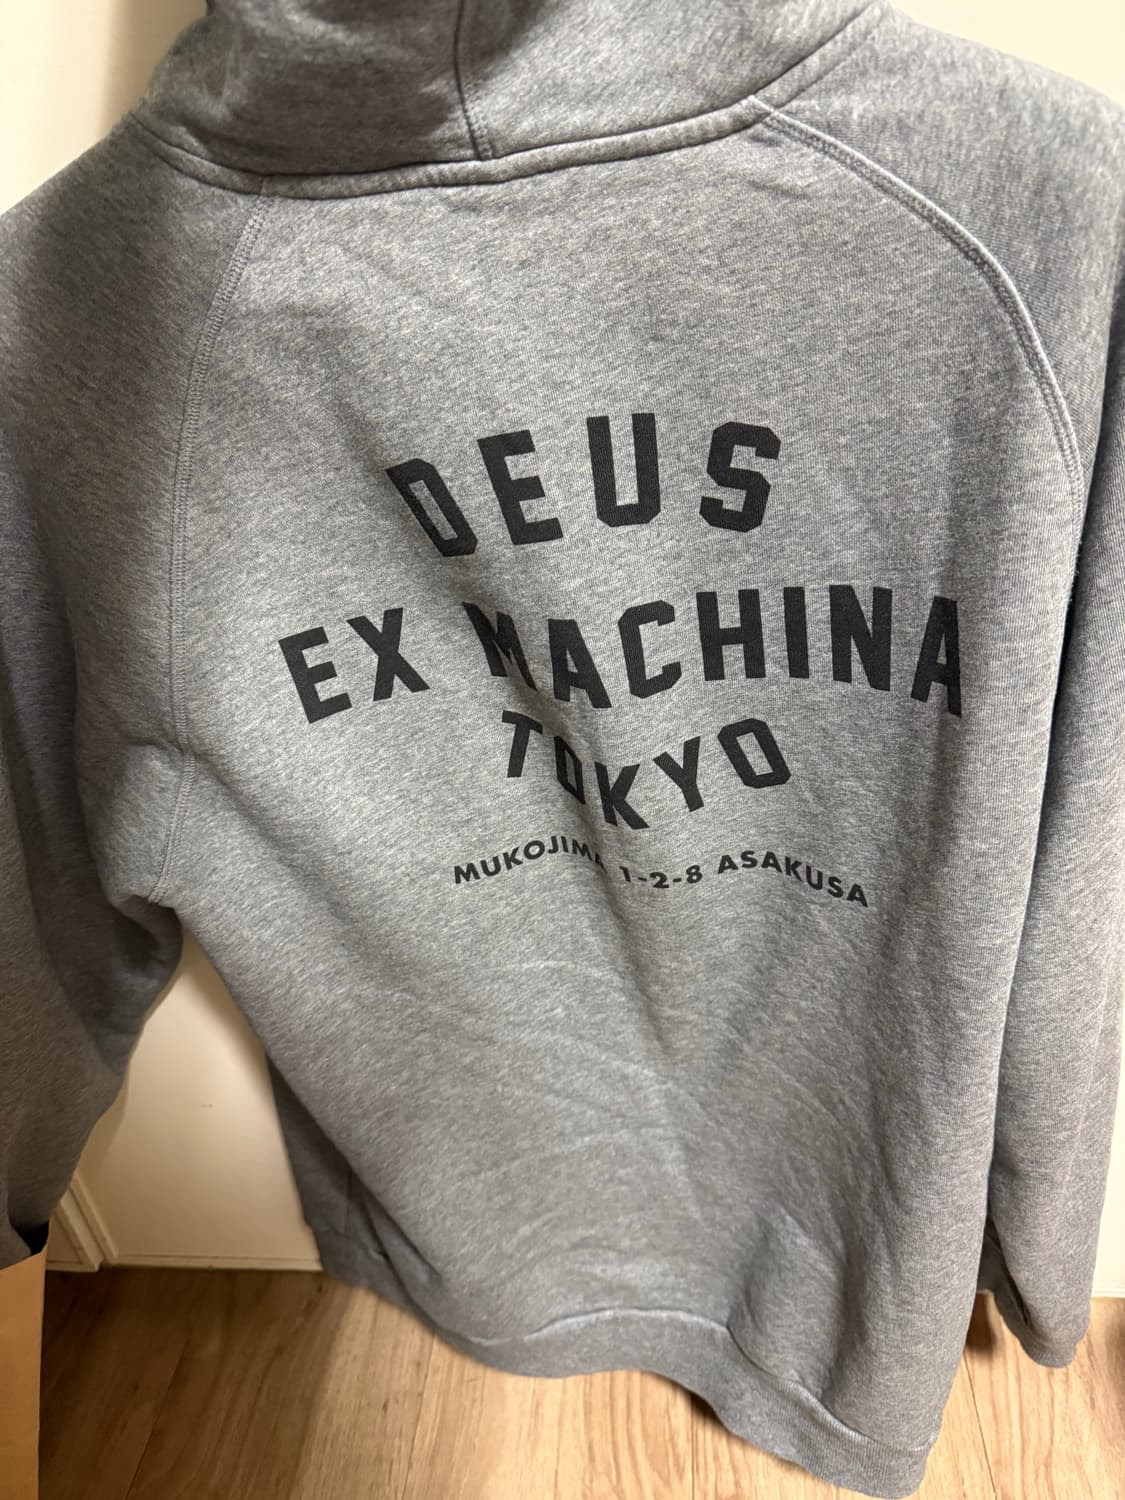 DEUS
EX MACHINA
TOKYO
MUKOJIMA 1-2-8 ASAKUSA